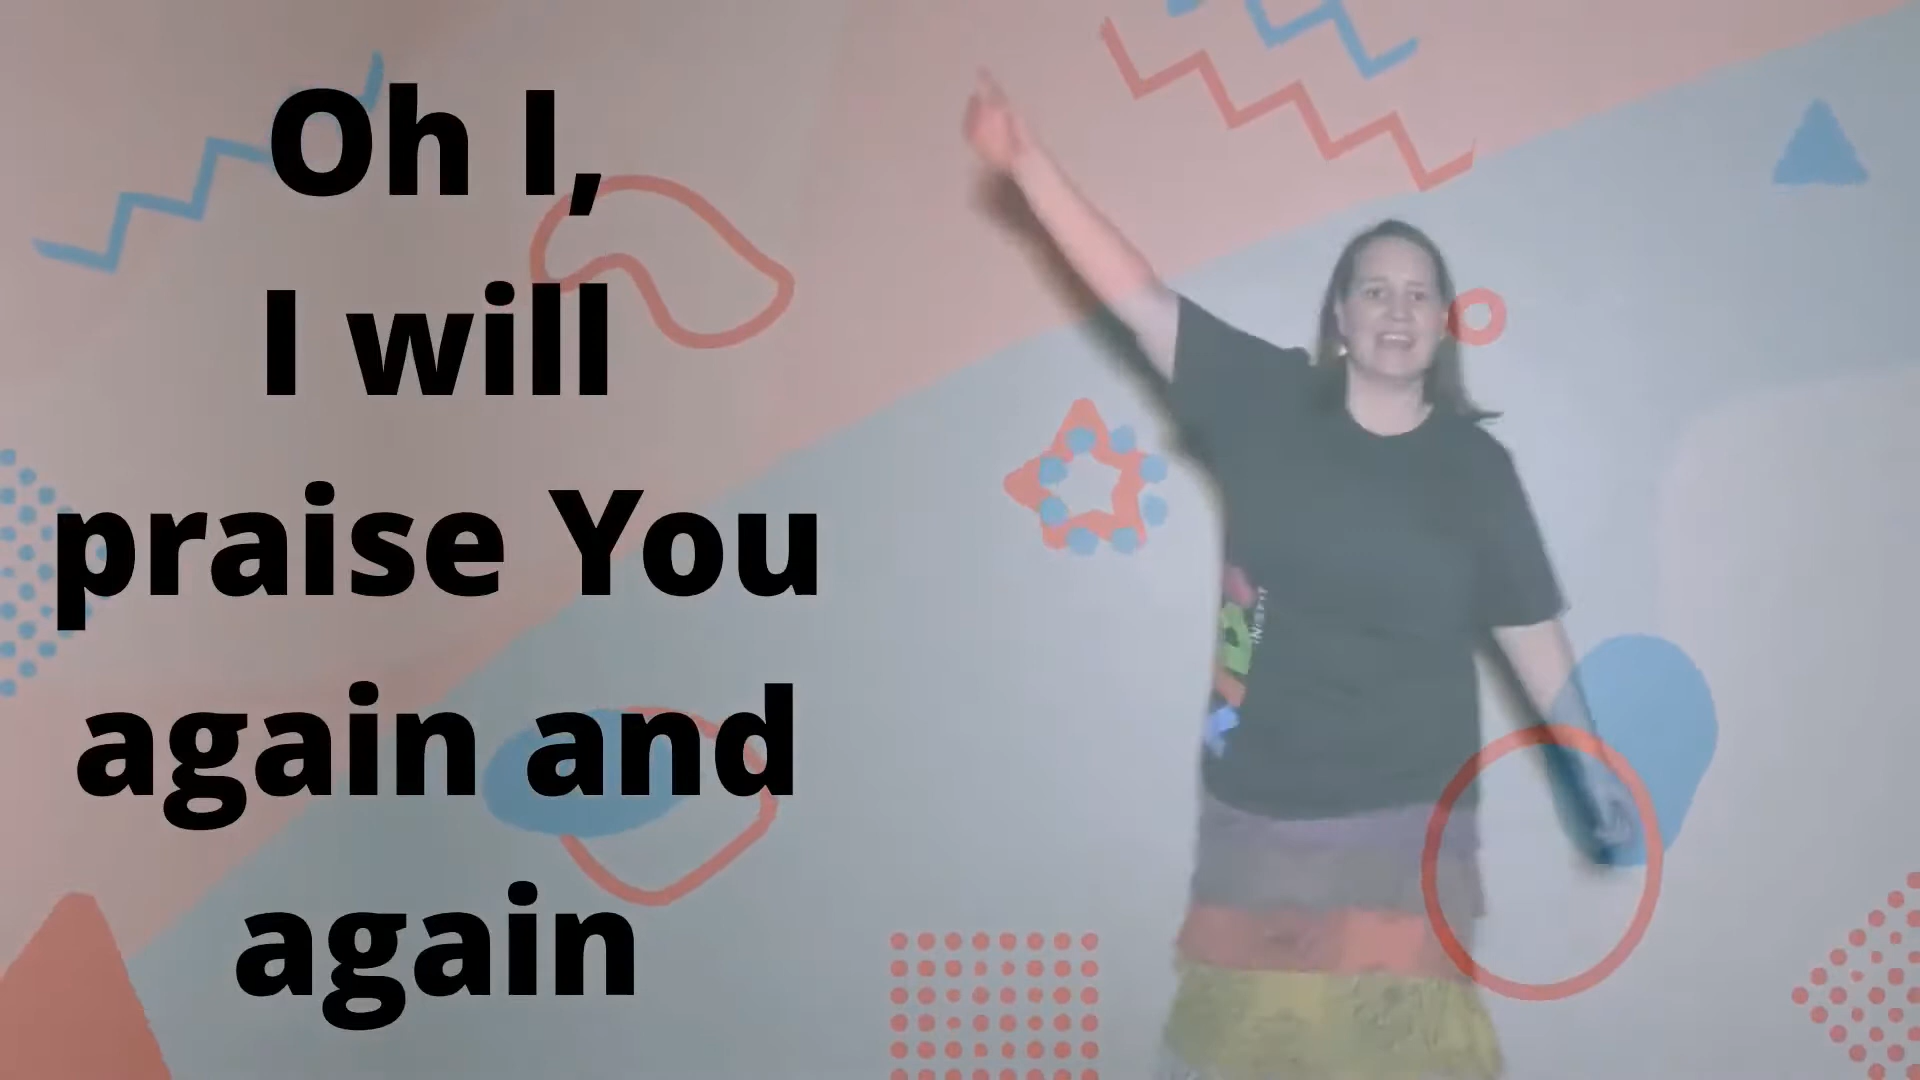 Oh I,
I will
praise You
again and
again